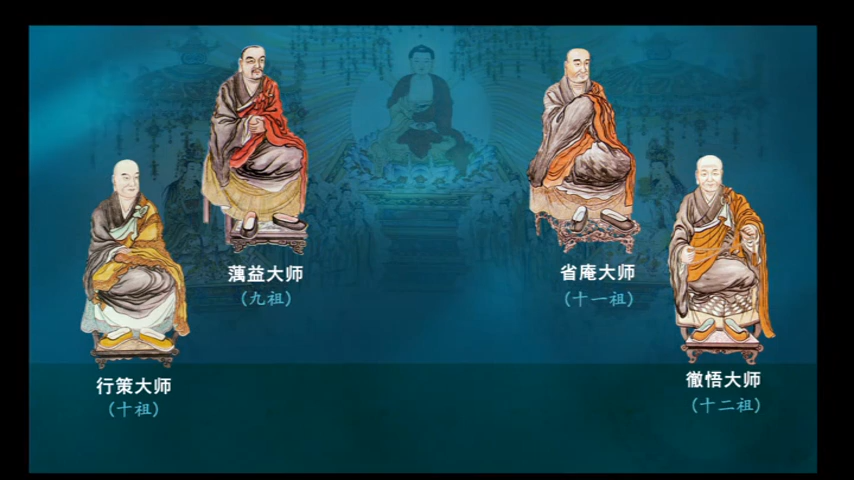 蕅益大师
(九祖)
省庵大师
(十一祖)
行策大师
(十祖)
徹悟大师
(十二祖)